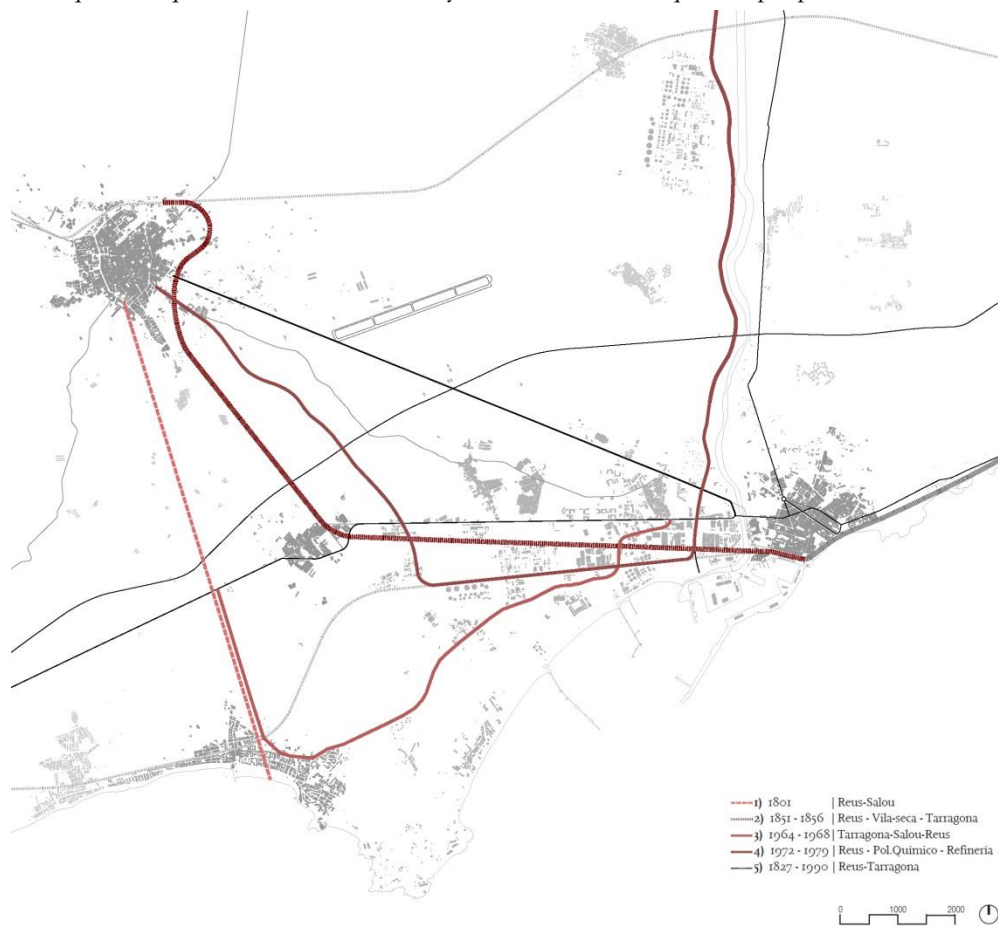 1) 1801 | Reus-Salou
2) 1851 - 1856 | Reus - Vila-seca - Tarragona
3) 1964 - 1968 | Tarragona-Salou-Reus
4) 1972 - 1979 | Reus - Pol.Químico - Refinería
5) 1827 - 1990 | Reus-Tarragona
0 1000 2000